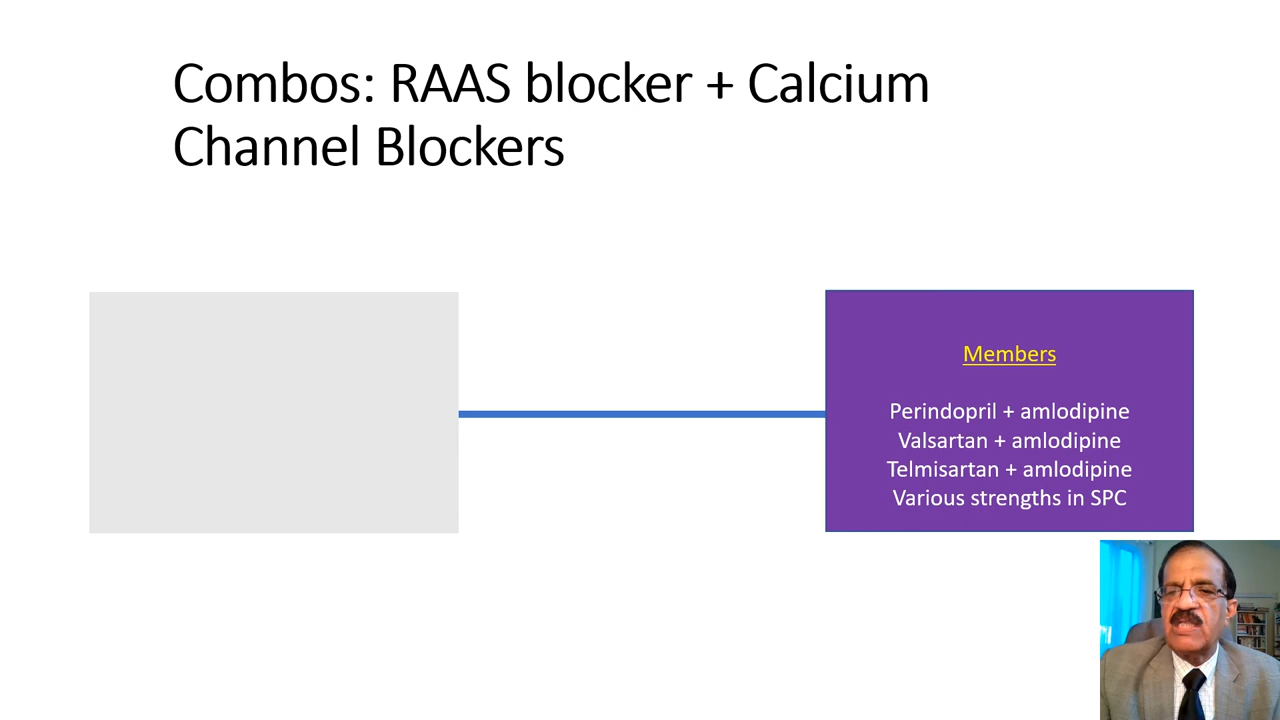 Combos: RAAS blocker + Calcium
Channel Blockers
Members
Perindopril + amlodipine
Valsartan + amlodipine
Telmisartan + amlodipine
Various strengths in SPC